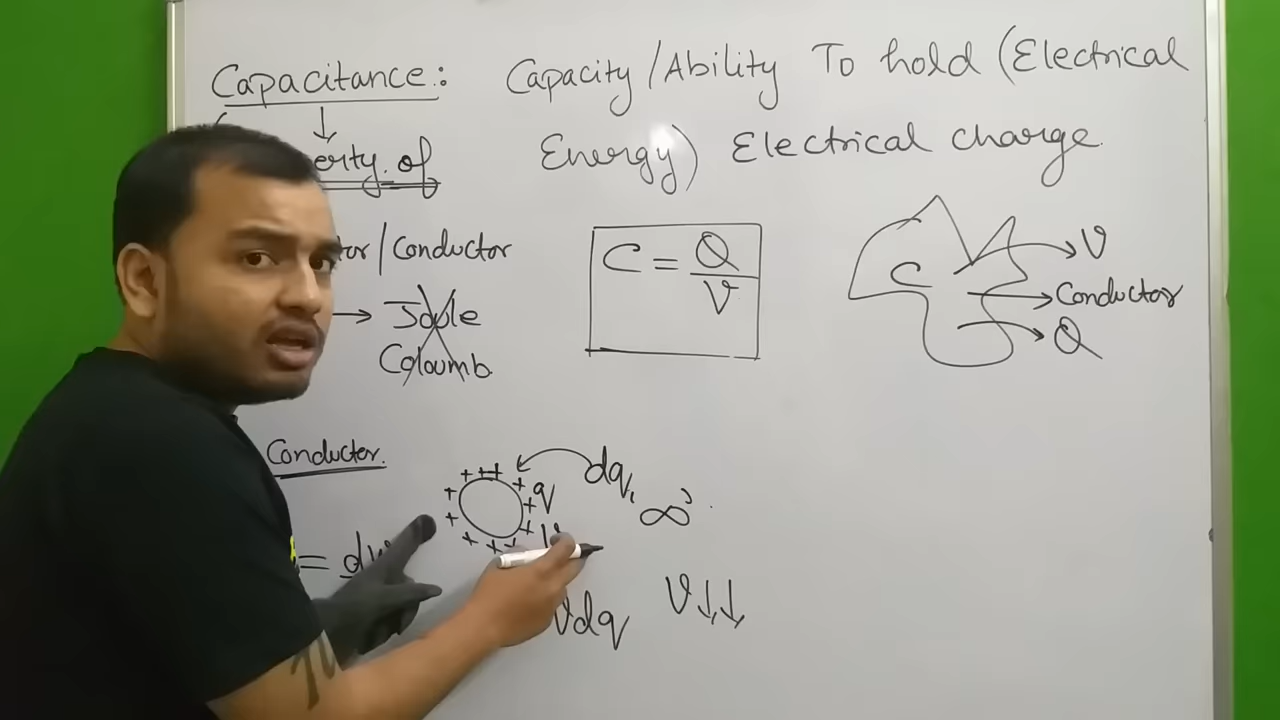 Capacitance: Capacity/Ability To hold (Electrical
Energy) Electrical charge.
erty of
tor/Conductor
→ Joule
Coloumb
C = Q/V
C
V
Conductor
Q
Conductor.
+ + + + + + + + + + + +
q
dq, ∞
V
= dw
Vdq
V↓↓